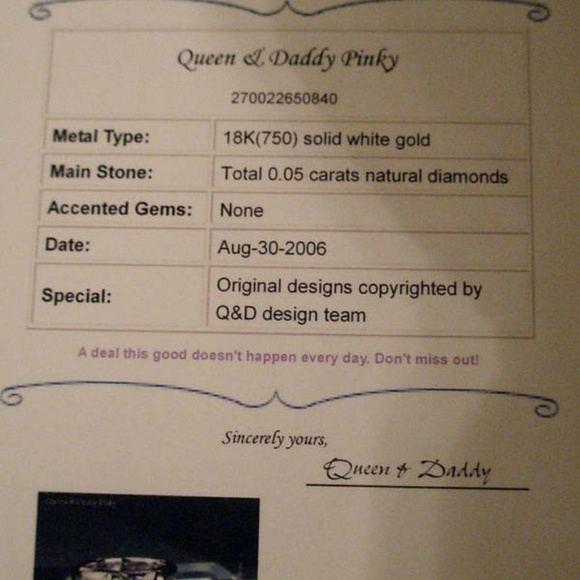 Queen & Daddy Pinky
270022650840
Metal Type: 18K(750) solid white gold
Main Stone: Total 0.05 carats natural diamonds
Accented Gems: None
Date: Aug-30-2006
Special: Original designs copyrighted by
Q&D design team
A deal this good doesn't happen every day. Don't miss out!
Sincerely yours,
Queen & Daddy